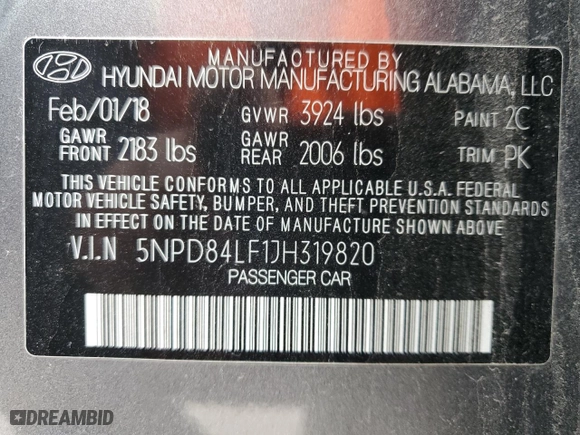 MANUFACTURED BY
HYUNDAI MOTOR MANUFACTURING ALABAMA, LLC
Feb/01/18 GVWR 3924 lbs PAINT 2C
GAWR FRONT 2183 lbs GAWR REAR 2006 lbs TRIM PK
THIS VEHICLE CONFORMS TO ALL APPLICABLE U.S.A. FEDERAL
MOTOR VEHICLE SAFETY, BUMPER, AND THEFT PREVENTION STANDARDS
IN EFFECT ON THE DATE OF MANUFACTURE SHOWN ABOVE.
V.I.N 5NPD84LF1JH319820
PASSENGER CAR
DREAMBID